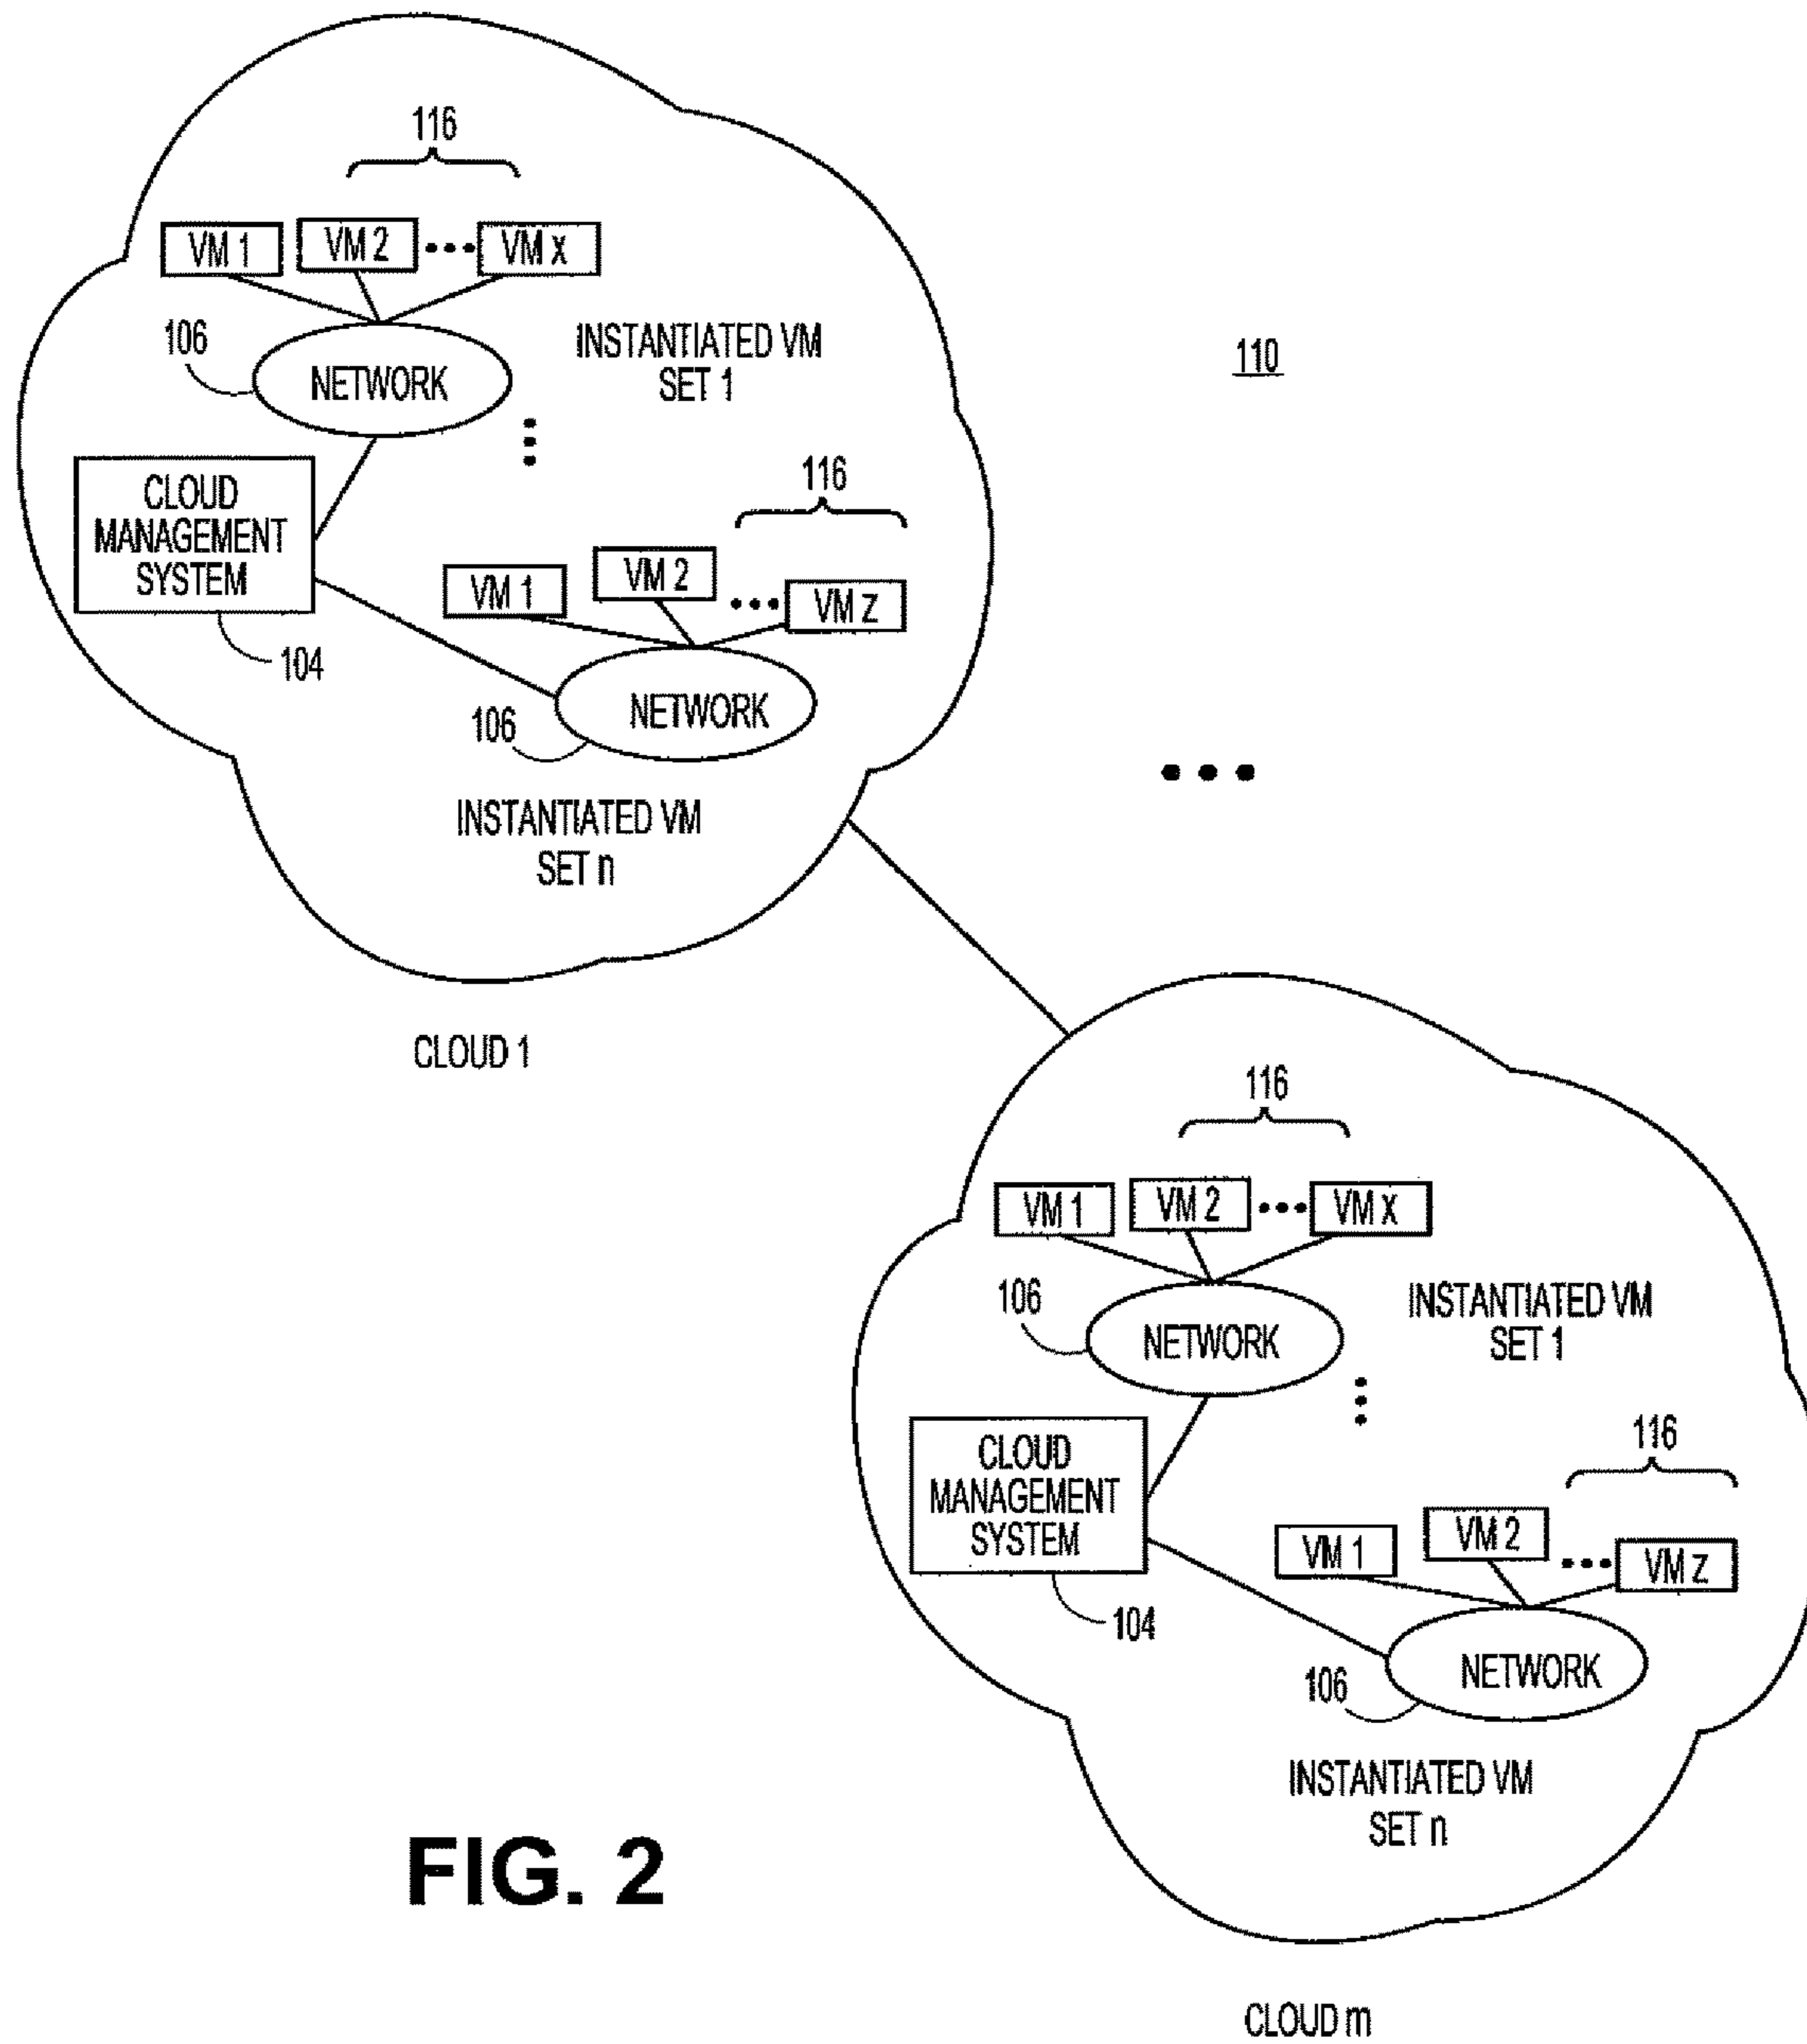 116
VM 1
VM 2
•••
VM X
106
NETWORK
INSTANTIATED VM
SET 1
110
CLOUD
MANAGEMENT
SYSTEM
104
116
VM 1
VM 2
•••
VM Z
106
NETWORK
INSTANTIATED VM
SET n
•••
CLOUD 1
116
VM 1
VM 2
•••
VM X
106
NETWORK
INSTANTIATED VM
SET 1
CLOUD
MANAGEMENT
SYSTEM
104
116
VM 1
VM 2
•••
VM Z
106
NETWORK
INSTANTIATED VM
SET n
FIG. 2
CLOUD m